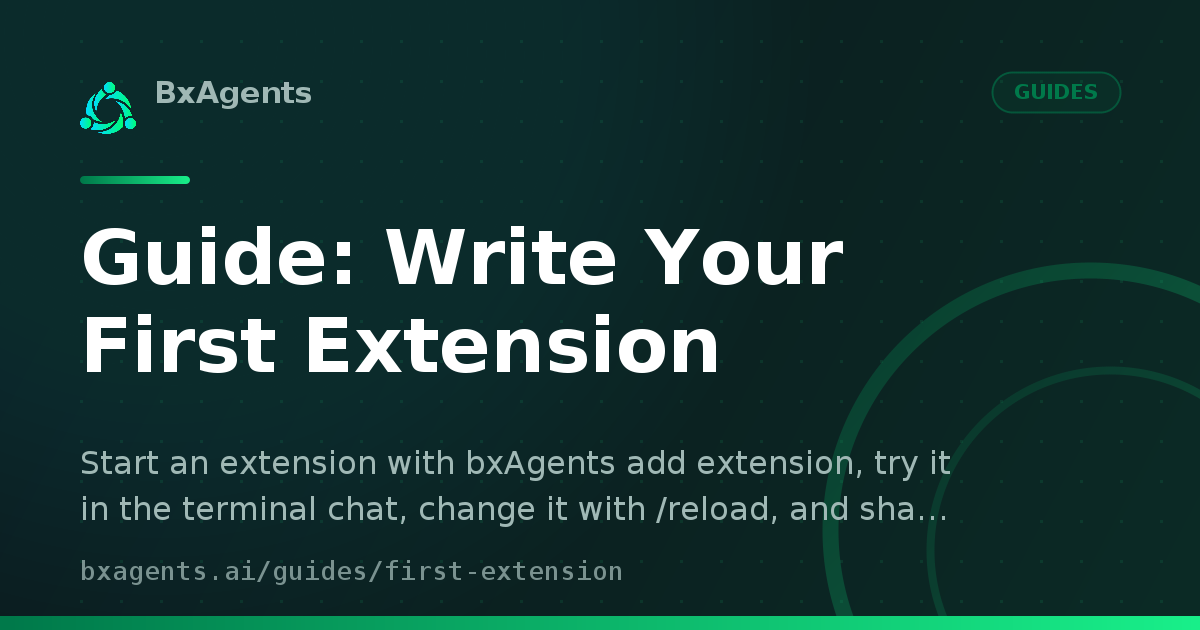 BxAgents
GUIDES
Guide: Write Your
First Extension
Start an extension with bxAgents add extension, try it
in the terminal chat, change it with /reload, and sha...
bxagents.ai/guides/first-extension